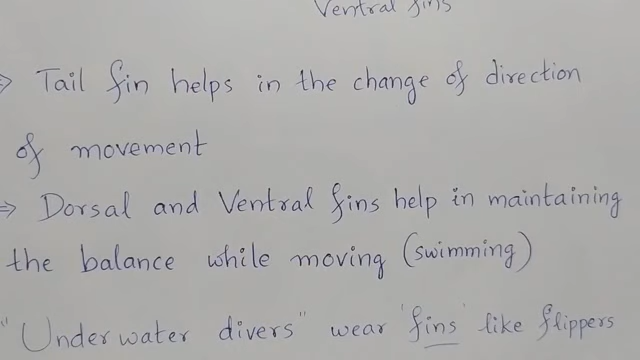 Ventral fins
⇒ Tail fin helps in the change of direction
of movement
⇒ Dorsal and Ventral fins help in maintaining
the balance while moving (swimming)
"Underwater divers" wear 'fins' like flippers